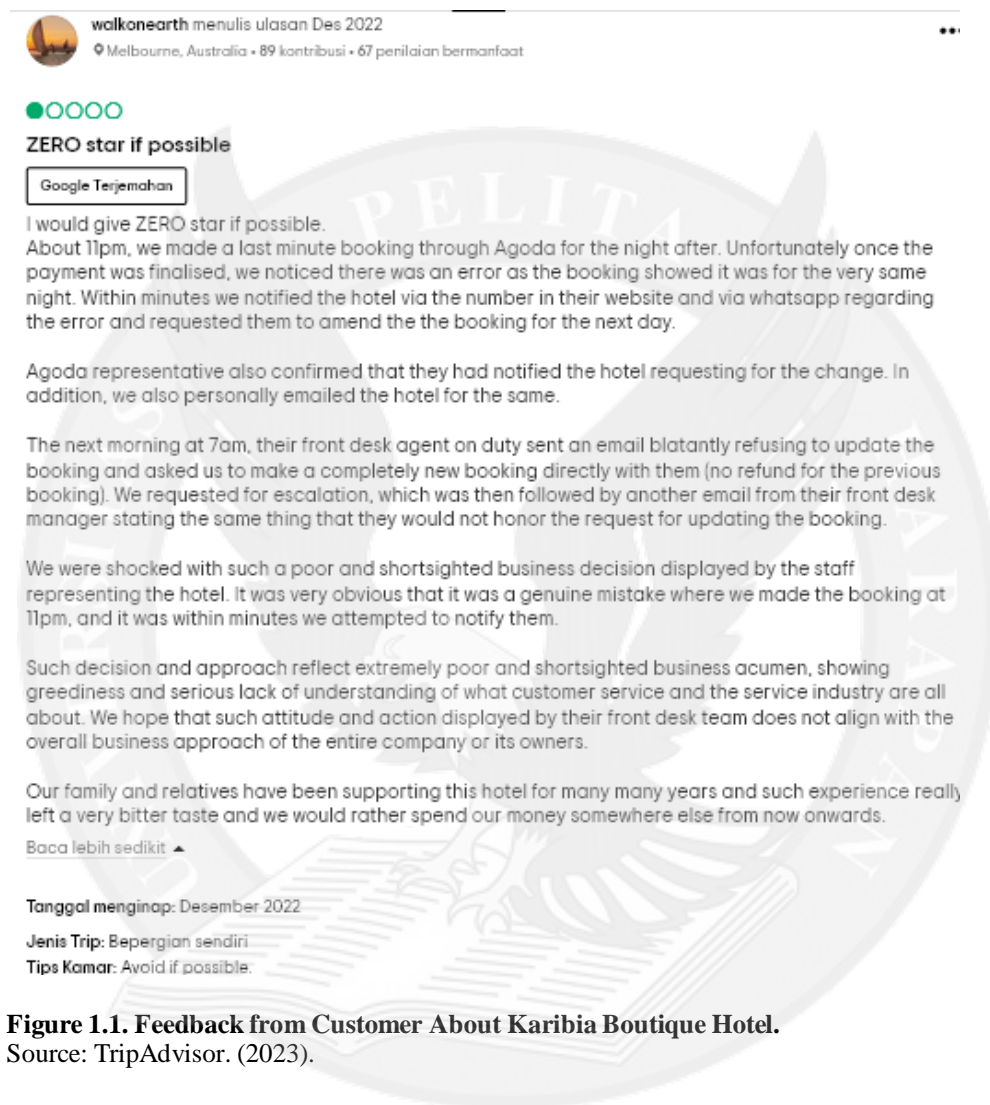 walkonearth menulis ulasan Des 2022
Melbourne, Australia • 89 kontribusi • 67 penilaian bermanfaat
ZERO star if possible
Google Terjemahan
I would give ZERO star if possible.
About 11pm, we made a last minute booking through Agoda for the night after. Unfortunately once the
payment was finalised, we noticed there was an error as the booking showed it was for the very same
night. Within minutes we notified the hotel via the number in their website and via whatsapp regarding
the error and requested them to amend the the booking for the next day.
Agoda representative also confirmed that they had notified the hotel requesting for the change. In
addition, we also personally emailed the hotel for the same.
The next morning at 7am, their front desk agent on duty sent an email blatantly refusing to update the
booking and asked us to make a completely new booking directly with them (no refund for the previous
booking). We requested for escalation, which was then followed by another email from their front desk
manager stating the same thing that they would not honor the request for updating the booking.
We were shocked with such a poor and shortsighted business decision displayed by the staff
representing the hotel. It was very obvious that it was a genuine mistake where we made the booking at
11pm, and it was within minutes we attempted to notify them.
Such decision and approach reflect extremely poor and shortsighted business acumen, showing
greediness and serious lack of understanding of what customer service and the service industry are all
about. We hope that such attitude and action displayed by their front desk team does not align with the
overall business approach of the entire company or its owners.
Our family and relatives have been supporting this hotel for many many years and such experience really
left a very bitter taste and we would rather spend our money somewhere else from now onwards.
Baca lebih sedikit
Tanggal menginap: Desember 2022
Jenis Trip: Bepergian sendiri
Tips Kamar: Avoid if possible.
Figure 1.1. Feedback from Customer About Karibia Boutique Hotel.
Source: TripAdvisor. (2023).
UNIVERSITAS PELITA HARAPAN